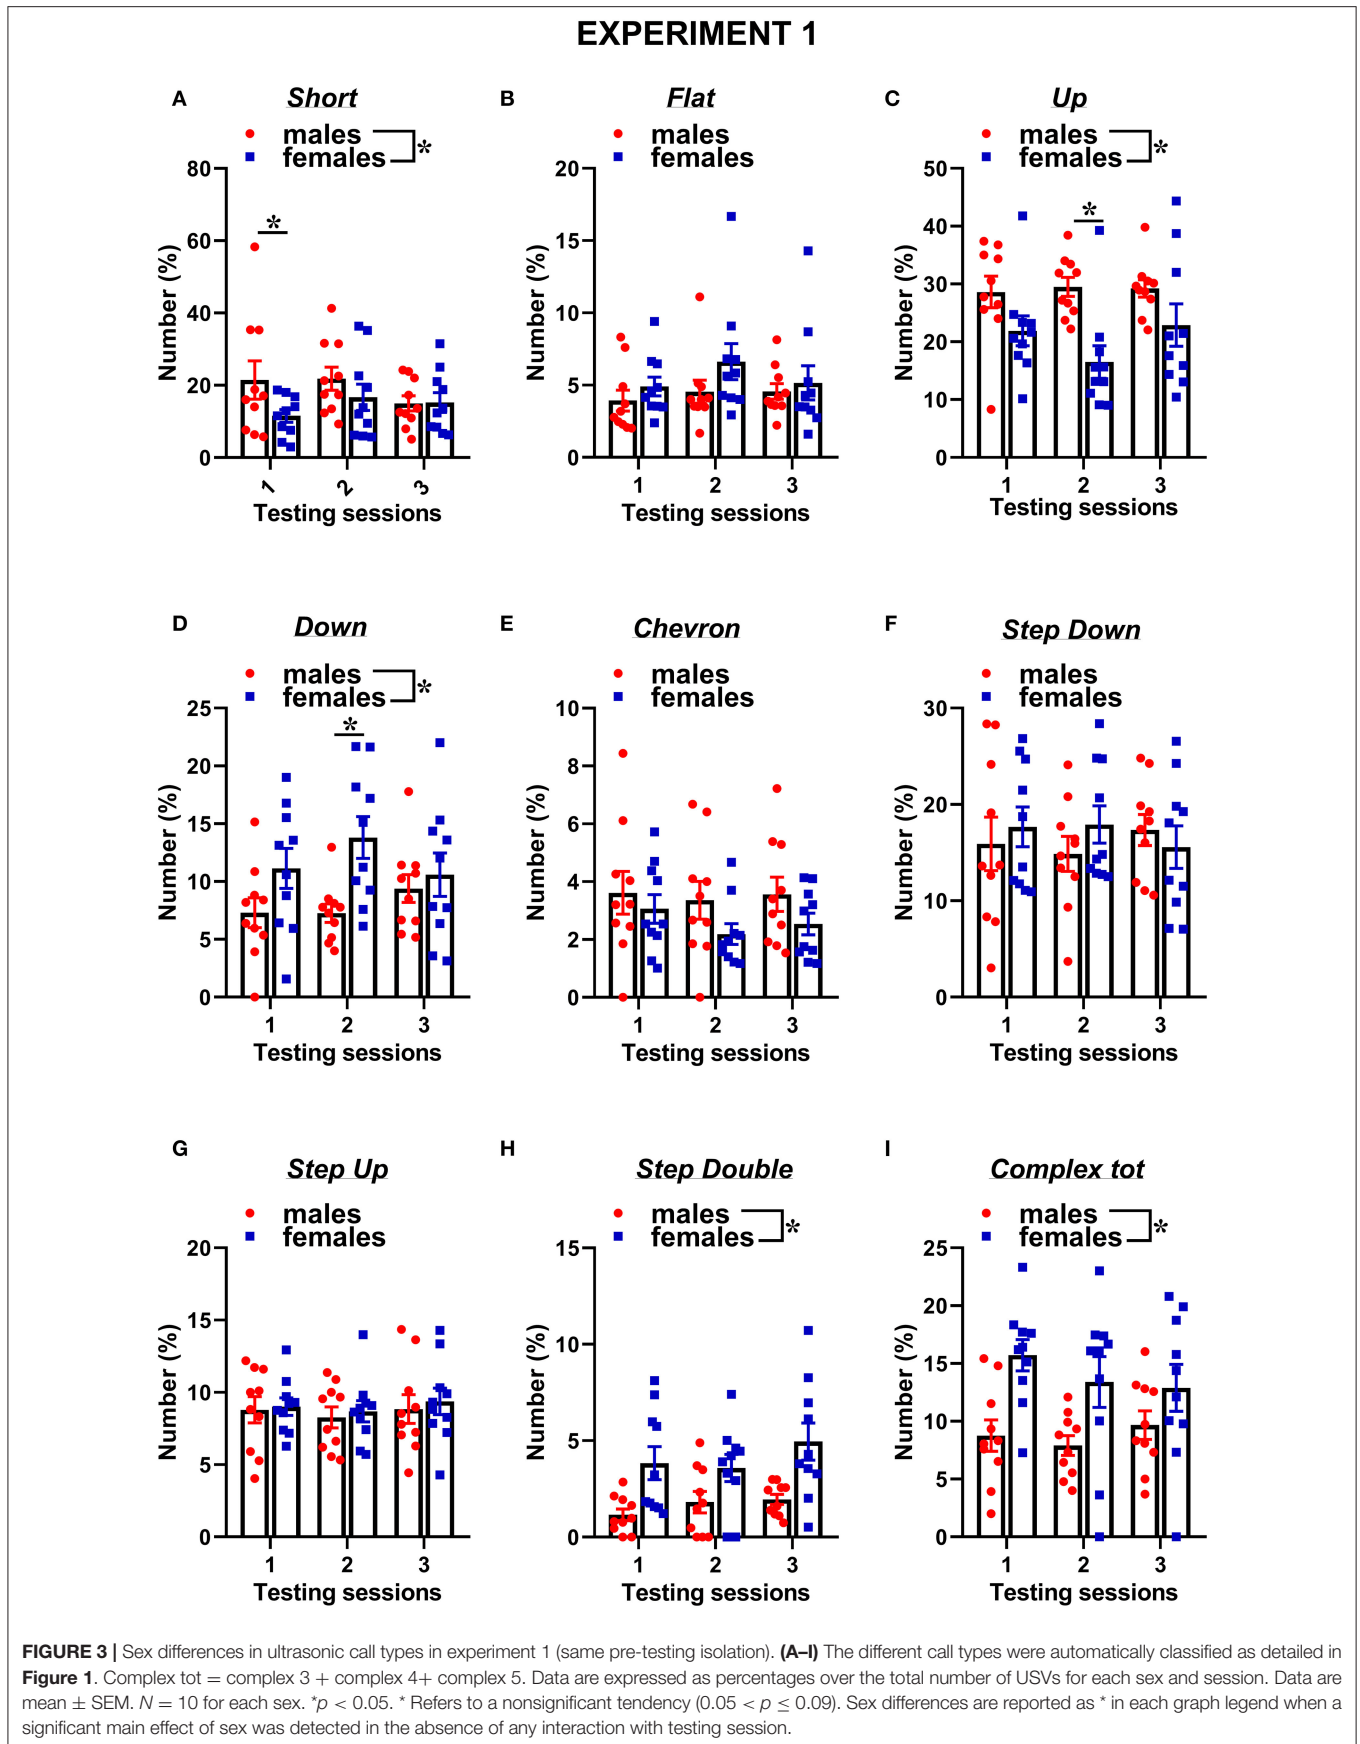 EXPERIMENT 1
A Short
males
females *
Number (%)
80
60
40
20
0
*
1 2 3
Testing sessions
B Flat
males
females
Number (%)
20
15
10
5
0
1 2 3
Testing sessions
C Up
males
females *
Number (%)
50
40
30
20
10
0
*
1 2 3
Testing sessions
D Down
males
females *
Number (%)
25
20
15
10
5
0
*
1 2 3
Testing sessions
E Chevron
males
females
Number (%)
10
8
6
4
2
0
1 2 3
Testing sessions
F Step Down
males
females
Number (%)
30
20
10
0
1 2 3
Testing sessions
G Step Up
males
females
Number (%)
20
15
10
5
0
1 2 3
Testing sessions
H Step Double
males
females *
Number (%)
15
10
5
0
1 2 3
Testing sessions
I Complex tot
males
females *
Number (%)
25
20
15
10
5
0
1 2 3
Testing sessions
FIGURE 3 | Sex differences in ultrasonic call types in experiment 1 (same pre-testing isolation). (A–I) The different call types were automatically classified as detailed in
Figure 1. Complex tot = complex 3 + complex 4+ complex 5. Data are expressed as percentages over the total number of USVs for each sex and session. Data are
mean ± SEM. N = 10 for each sex. *p < 0.05. * Refers to a nonsignificant tendency (0.05 < p ≤ 0.09). Sex differences are reported as * in each graph legend when a
significant main effect of sex was detected in the absence of any interaction with testing session.